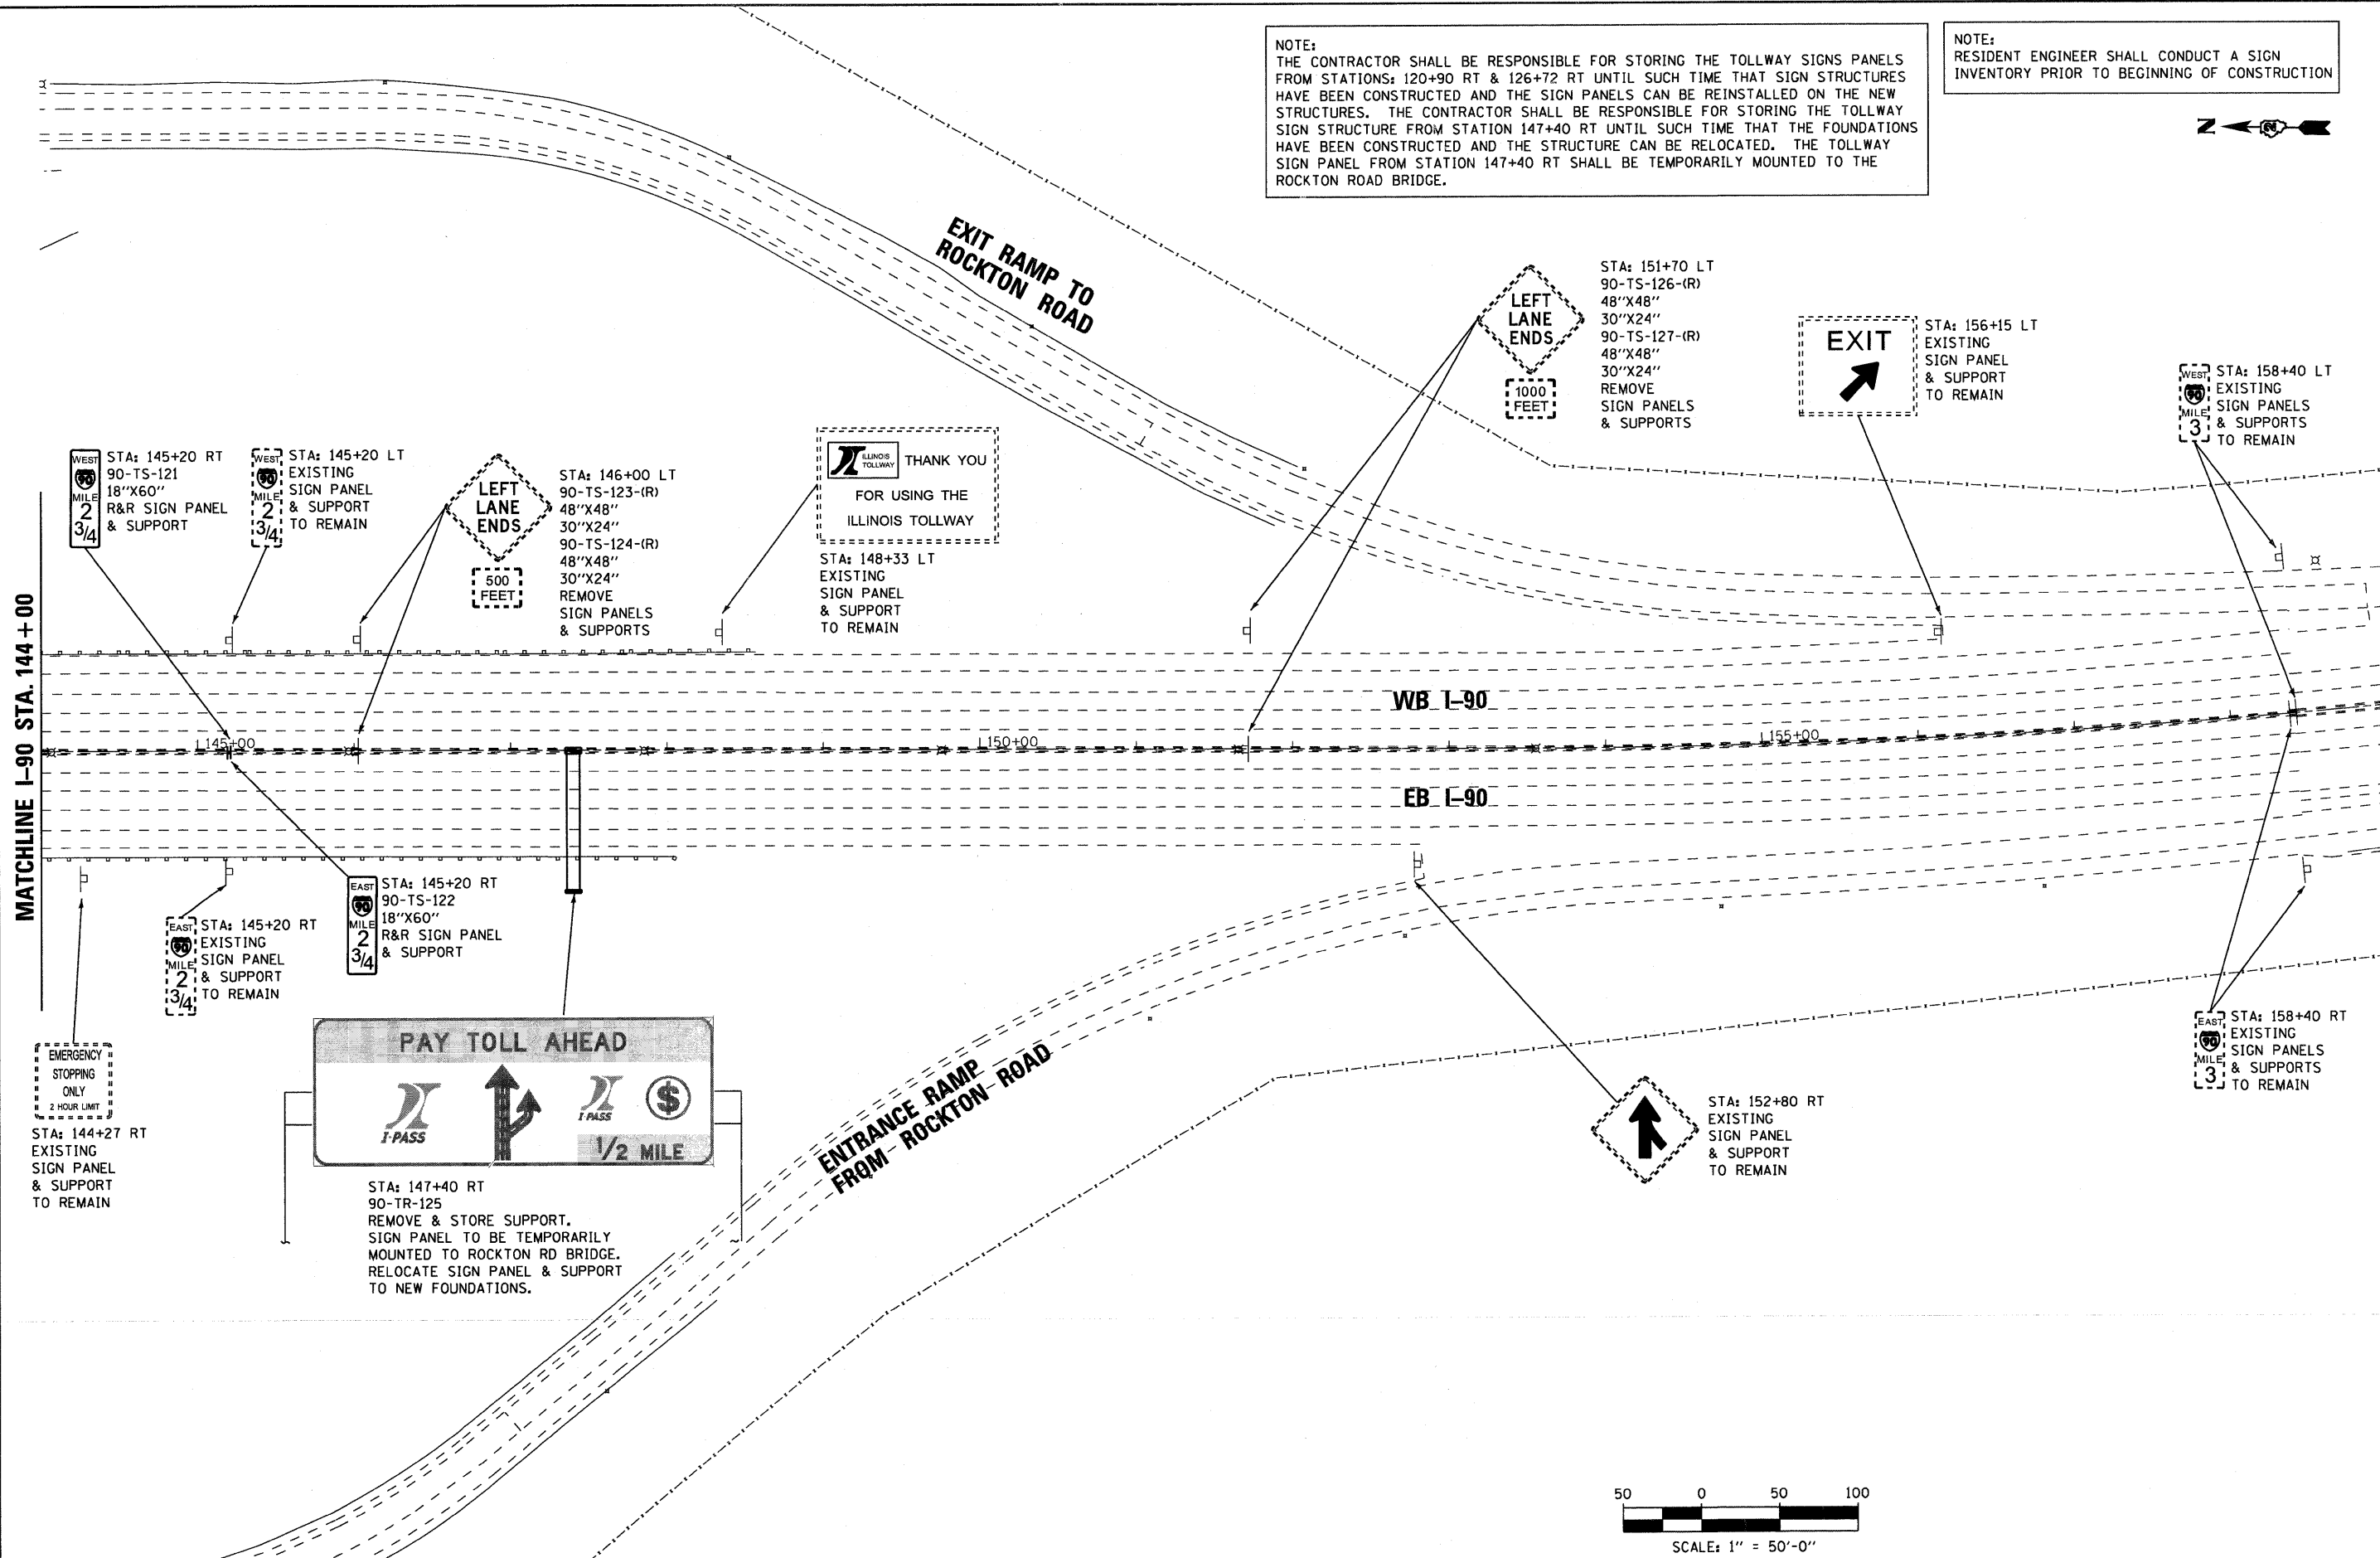 NOTE:
THE CONTRACTOR SHALL BE RESPONSIBLE FOR STORING THE TOLLWAY SIGNS PANELS
FROM STATIONS: 120+90 RT & 126+72 RT UNTIL SUCH TIME THAT SIGN STRUCTURES
HAVE BEEN CONSTRUCTED AND THE SIGN PANELS CAN BE REINSTALLED ON THE NEW
STRUCTURES. THE CONTRACTOR SHALL BE RESPONSIBLE FOR STORING THE TOLLWAY
SIGN STRUCTURE FROM STATION 147+40 RT UNTIL SUCH TIME THAT THE FOUNDATIONS
HAVE BEEN CONSTRUCTED AND THE STRUCTURE CAN BE RELOCATED. THE TOLLWAY
SIGN PANEL FROM STATION 147+40 RT SHALL BE TEMPORARILY MOUNTED TO THE
ROCKTON ROAD BRIDGE.
NOTE:
RESIDENT ENGINEER SHALL CONDUCT A SIGN
INVENTORY PRIOR TO BEGINNING OF CONSTRUCTION
N
EXIT RAMP TO
ROCKTON ROAD
LEFT
LANE
ENDS
1000
FEET
STA: 151+70 LT
90-TS-126-(R)
48"X48"
30"X24"
90-TS-127-(R)
48"X48"
30"X24"
REMOVE
SIGN PANELS
& SUPPORTS
EXIT
STA: 156+15 LT
EXISTING
SIGN PANEL
& SUPPORT
TO REMAIN
WEST
90
MILE
3
STA: 158+40 LT
EXISTING
SIGN PANELS
& SUPPORTS
TO REMAIN
WEST
90
MILE
2
3/4
STA: 145+20 RT
90-TS-121
18"X60"
R&R SIGN PANEL
& SUPPORT
WEST
90
MILE
2
3/4
STA: 145+20 LT
EXISTING
SIGN PANEL
& SUPPORT
TO REMAIN
LEFT
LANE
ENDS
500
FEET
STA: 146+00 LT
90-TS-123-(R)
48"X48"
30"X24"
90-TS-124-(R)
48"X48"
30"X24"
REMOVE
SIGN PANELS
& SUPPORTS
ILLINOIS
TOLLWAY
THANK YOU
FOR USING THE
ILLINOIS TOLLWAY
STA: 148+33 LT
EXISTING
SIGN PANEL
& SUPPORT
TO REMAIN
MATCHLINE I-90 STA. 144+00
WB I-90
145+00
150+00
155+00
EB I-90
EAST
90
MILE
2
3/4
STA: 145+20 RT
EXISTING
SIGN PANEL
& SUPPORT
TO REMAIN
EAST
90
MILE
2
3/4
STA: 145+20 RT
90-TS-122
18"X60"
R&R SIGN PANEL
& SUPPORT
EMERGENCY
STOPPING
ONLY
2 HOUR LIMIT
STA: 144+27 RT
EXISTING
SIGN PANEL
& SUPPORT
TO REMAIN
PAY TOLL AHEAD
I-PASS
I-PASS
$
1/2 MILE
STA: 147+40 RT
90-TR-125
REMOVE & STORE SUPPORT.
SIGN PANEL TO BE TEMPORARILY
MOUNTED TO ROCKTON RD BRIDGE.
RELOCATE SIGN PANEL & SUPPORT
TO NEW FOUNDATIONS.
ENTRANCE RAMP
FROM ROCKTON ROAD
STA: 152+80 RT
EXISTING
SIGN PANEL
& SUPPORT
TO REMAIN
EAST
90
MILE
3
STA: 158+40 RT
EXISTING
SIGN PANELS
& SUPPORTS
TO REMAIN
50 0 50 100
SCALE: 1" = 50'-0"